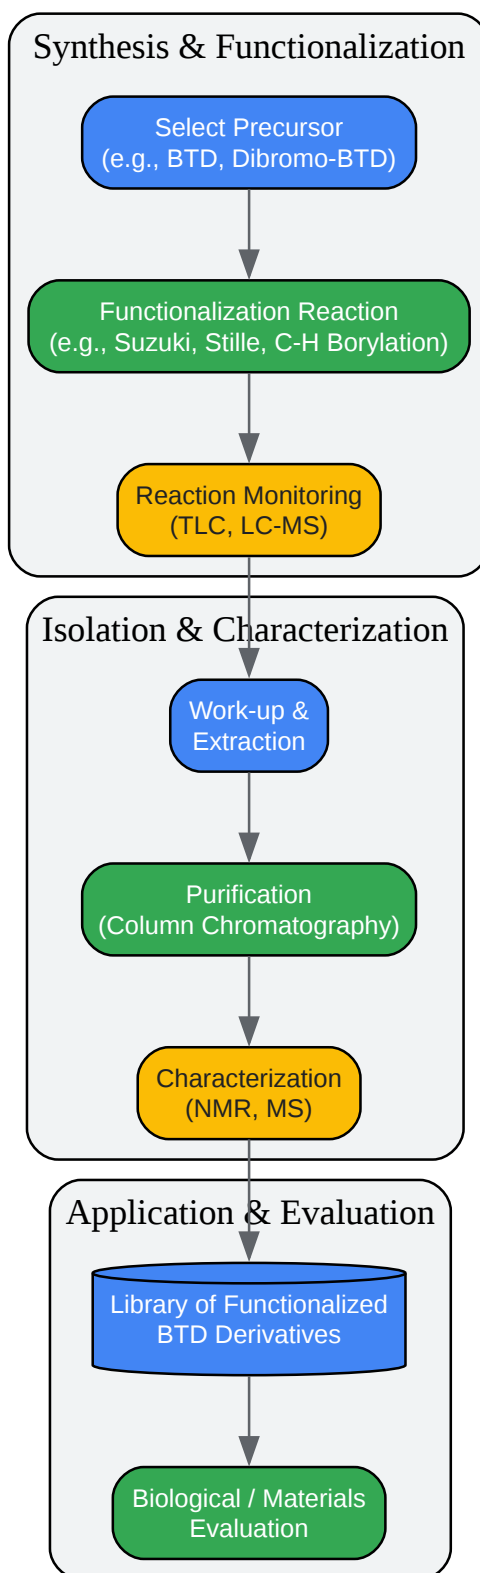 Synthesis & Functionalization
Select Precursor
(e.g., BTD, Dibromo-BTD)
Functionalization Reaction
(e.g., Suzuki, Stille, C-H Borylation)
Reaction Monitoring
(TLC, LC-MS)
Isolation & Characterization
Work-up &
Extraction
Purification
(Column Chromatography)
Characterization
(NMR, MS)
Application & Evaluation
Library of Functionalized
BTD Derivatives
Biological / Materials
Evaluation